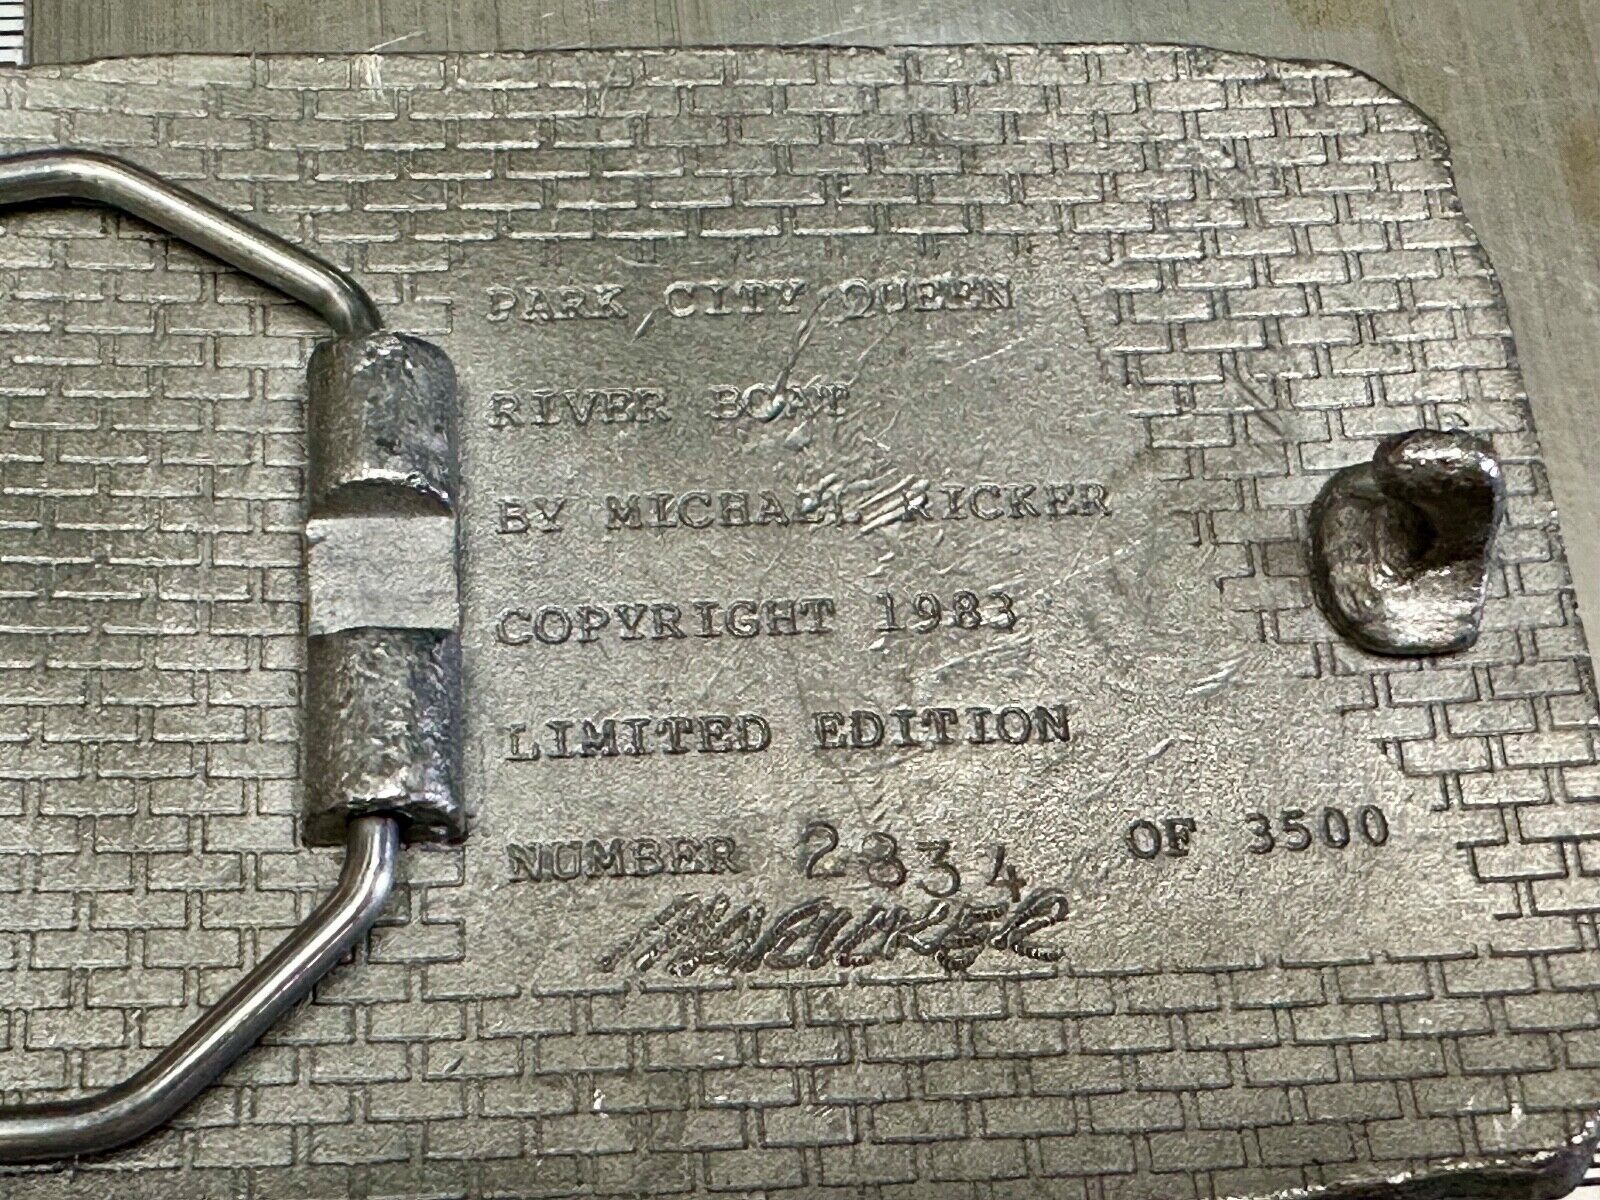 PARK CITY QUEEN
RIVER BOAT
BY MICHAEL RICKER
COPYRIGHT 1983
LIMITED EDITION
NUMBER 2834 OF 3500